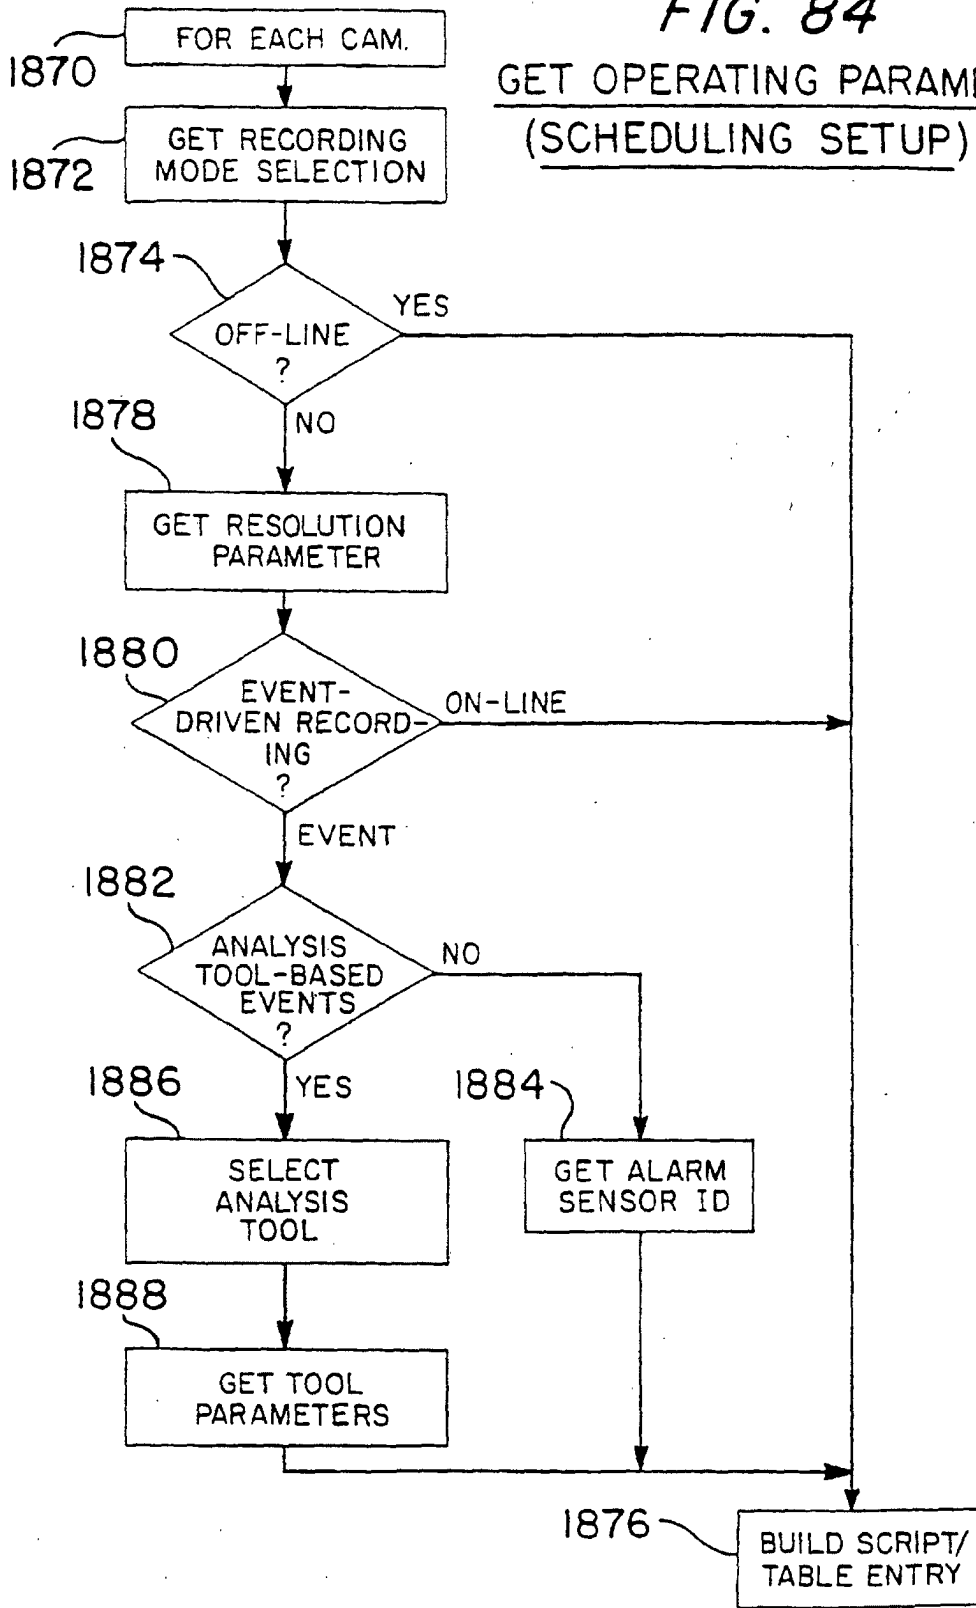 FIG. 84
GET OPERATING
(SCHEDULING SETUP)
1870
FOR EACH CAM.
1872
GET RECORDING
MODE SELECTION
1874
OFF-LINE
?
YES
NO
1878
GET RESOLUTION
PARAMETER
1880
EVENT-
DRIVEN RECORD-
ING
?
ON-LINE
EVENT
1882
ANALYSIS
TOOL-BASED
EVENTS
?
NO
YES
1886
SELECT
ANALYSIS
TOOL
1884
GET ALARM
SENSOR ID
1888
GET TOOL
PARAMETERS
1876
BUILD SCRIPT/
TABLE ENTRY